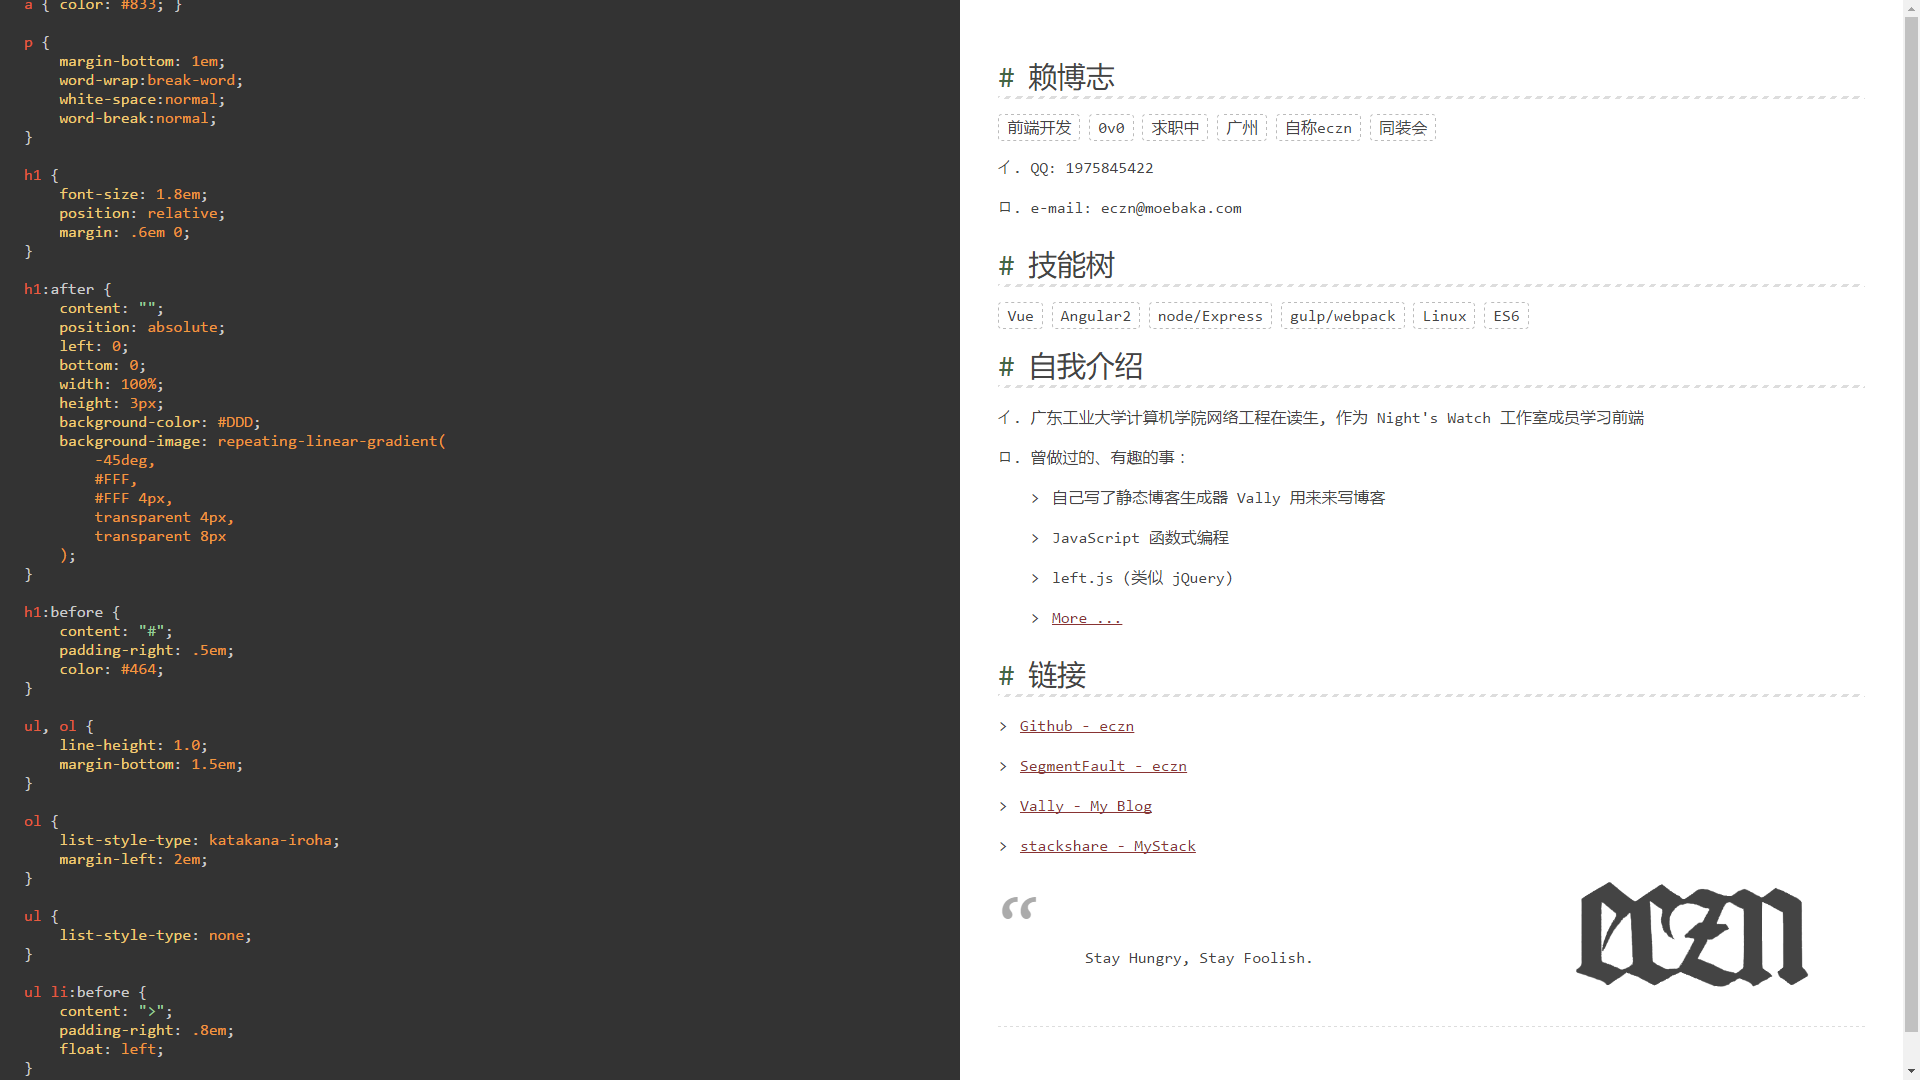 a { color: #833; }
p {
margin-bottom: 1em;
word-wrap:break-word;
white-space:normal;
word-break:normal;
}
h1 {
font-size: 1.8em;
position: relative;
margin: .6em 0;
}
h1:after {
content: "";
position: absolute;
left: 0;
bottom: 0;
width: 100%;
height: 3px;
background-color: #DDD;
background-image: repeating-linear-gradient(
-45deg,
#FFF,
#FFF 4px,
transparent 4px,
transparent 8px
);
}
h1:before {
content: "#";
padding-right: .5em;
color: #464;
}
ul, ol {
line-height: 1.0;
margin-bottom: 1.5em;
}
ol {
list-style-type: katakana-iroha;
margin-left: 2em;
}
ul {
list-style-type: none;
}
ul li:before {
content: ">";
padding-right: .8em;
float: left;
}
# 赖博志
前端开发 0v0 求职中 广州 自称eczn 同装会
イ. QQ: 1975845422
ロ. e-mail: eczn@moebaka.com
# 技能树
Vue Angular2 node/Express gulp/webpack Linux ES6
# 自我介绍
イ. 广东工业大学计算机学院网络工程在读生, 作为 Night's Watch 工作室成员学习前端
ロ. 曾做过的、有趣的事：
> 自己写了静态博客生成器 Vally 用来来写博客
> JavaScript 函数式编程
> left.js (类似 jQuery)
> More ...
# 链接
> Github - eczn
> SegmentFault - eczn
> Vally - My Blog
> stackshare - MyStack
“
Stay Hungry, Stay Foolish.
eczn